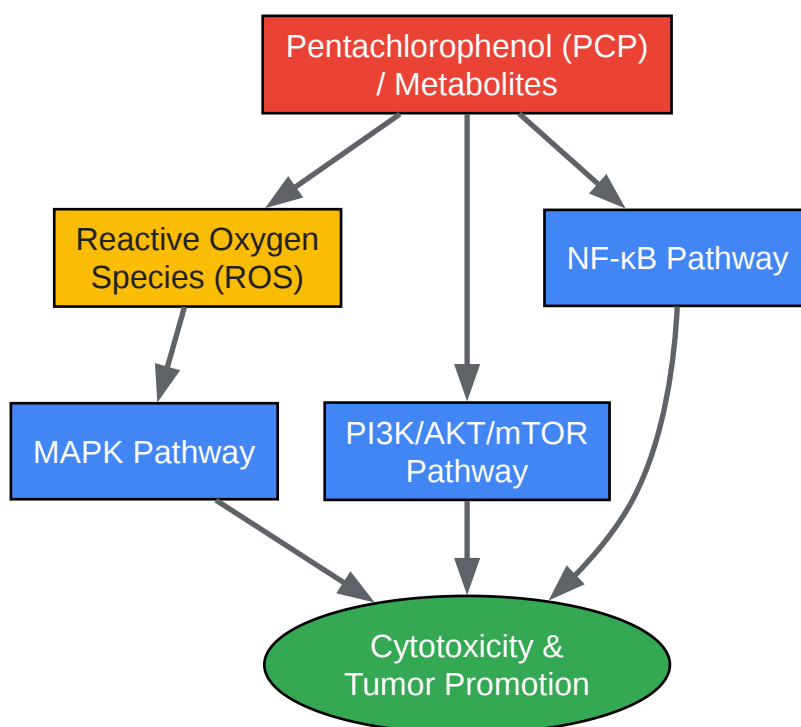 Pentachlorophenol (PCP)
/ Metabolites
Reactive Oxygen
Species (ROS)
NF-κB Pathway
MAPK Pathway
PI3K/AKT/mTOR
Pathway
Cytotoxicity &
Tumor Promotion